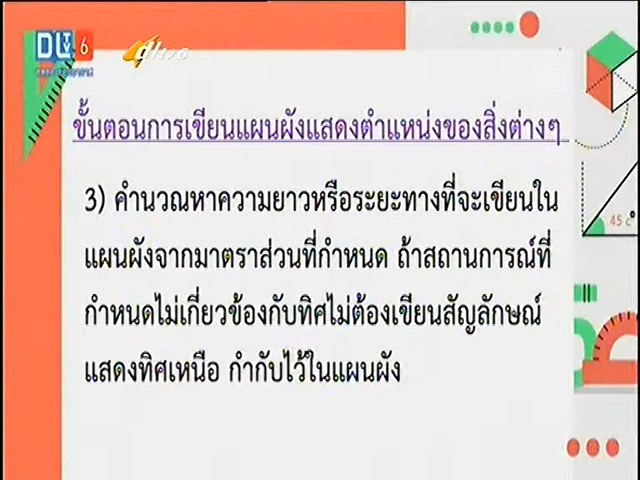 DLTV 6
dltv6
ขั้นตอนการเขียนแผนผังแสดงตำแหน่งของสิ่งต่างๆ
3) คำนวณหาความยาวหรือระยะทางที่จะเขียนใน
แผนผังจากมาตราส่วนที่กำหนด ถ้าสถานการณ์ที่
กำหนดไม่เกี่ยวข้องกับทิศไม่ต้องเขียนสัญลักษณ์
แสดงทิศเหนือ กำกับไว้ในแผนผัง
45